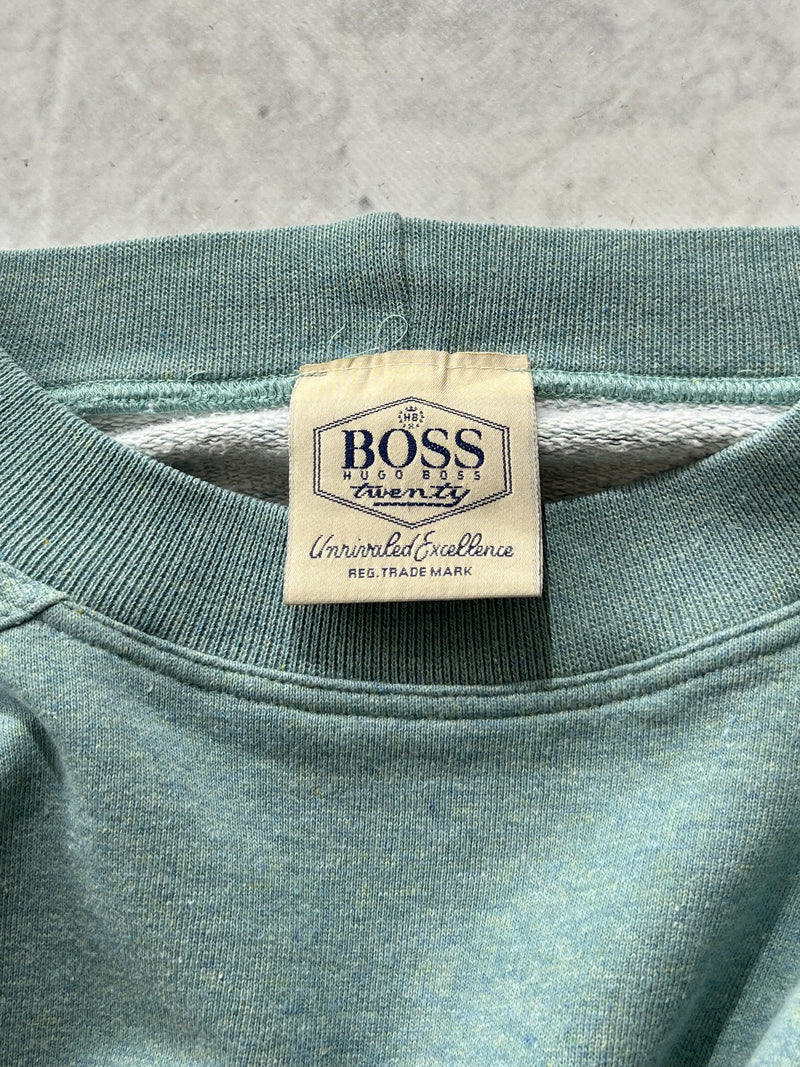 HB
BOSS
HUGO BOSS
twenty
Unrivaled Excellence
REG. TRADE MARK